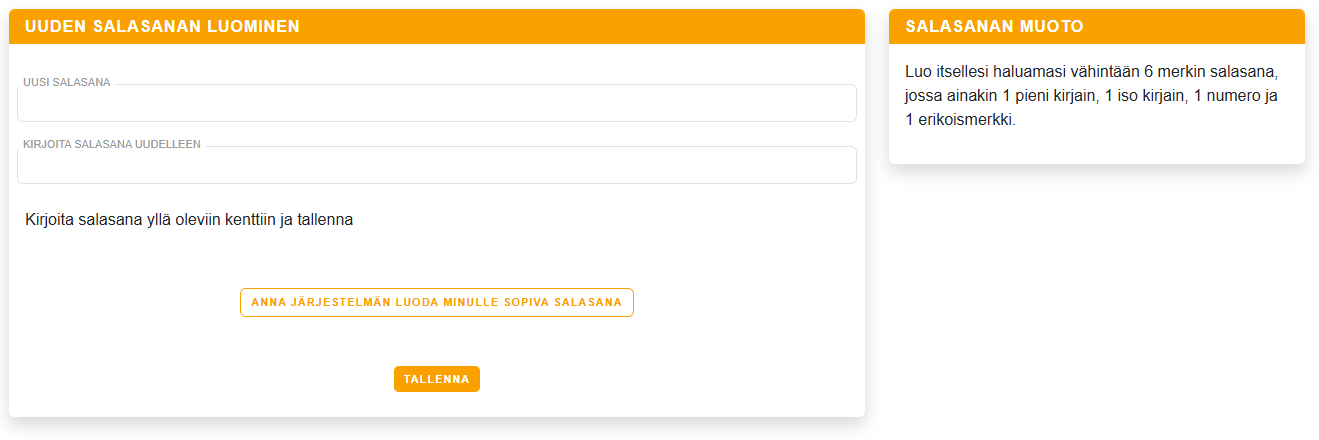 UUDEN SALASANAN LUOMINEN
UUSI SALASANA
KIRJOITA SALASANA UUDELLEEN
Kirjoita salasana yllä oleviin kenttiin ja tallenna
ANNA JÄRJESTELMÄN LUODA MINULLE SOPIVA SALASANA
TALLENNA
SALASANAN MUOTO
Luo itsellesi haluamasi vähintään 6 merkin salasana,
jossa ainakin 1 pieni kirjain, 1 iso kirjain, 1 numero ja
1 erikoismerkki.